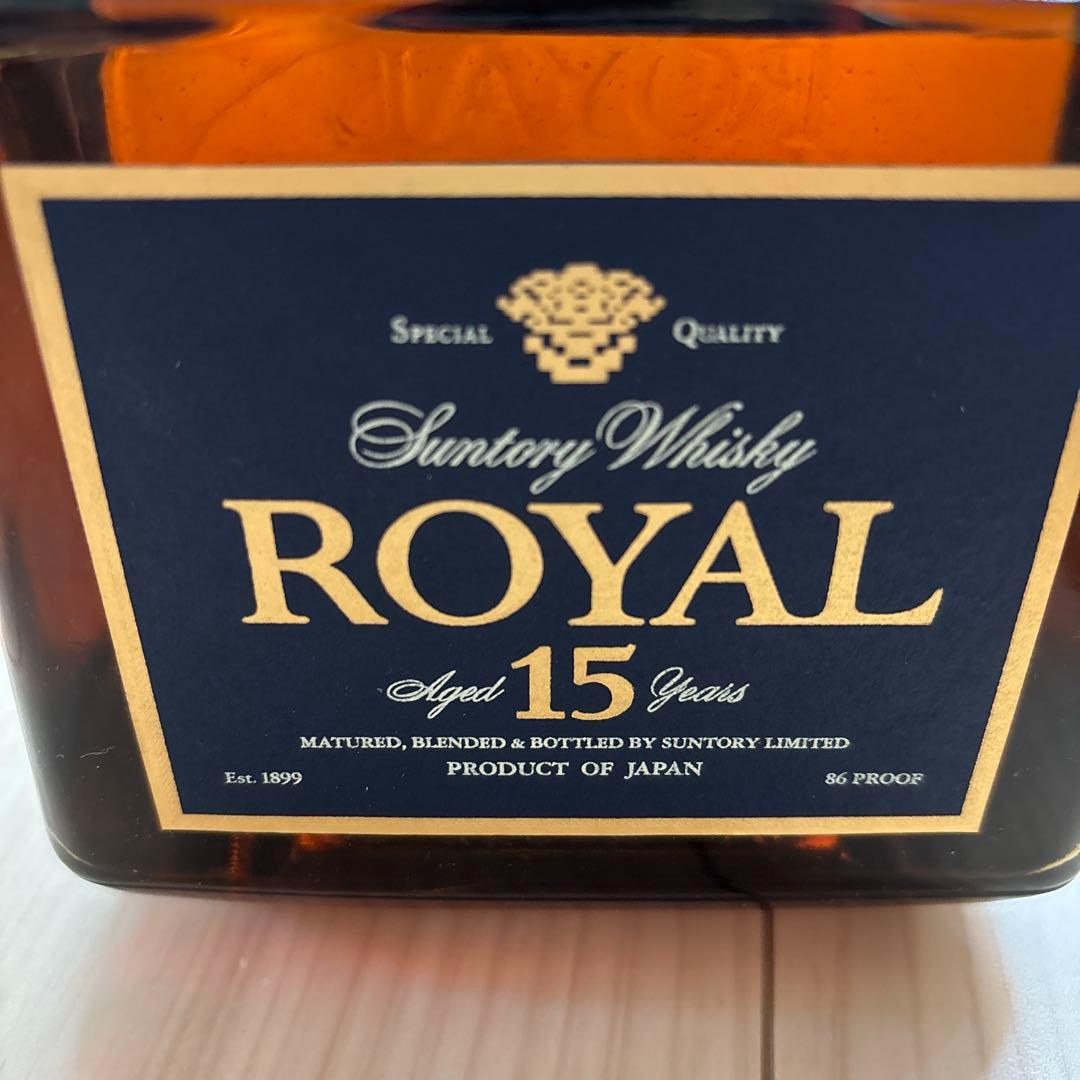 ROYAL
SPECIAL QUALITY
Suntory Whisky
ROYAL
Aged 15 Years
MATURED, BLENDED & BOTTLED BY SUNTORY LIMITED
PRODUCT OF JAPAN
Est. 1899 86 PROOF